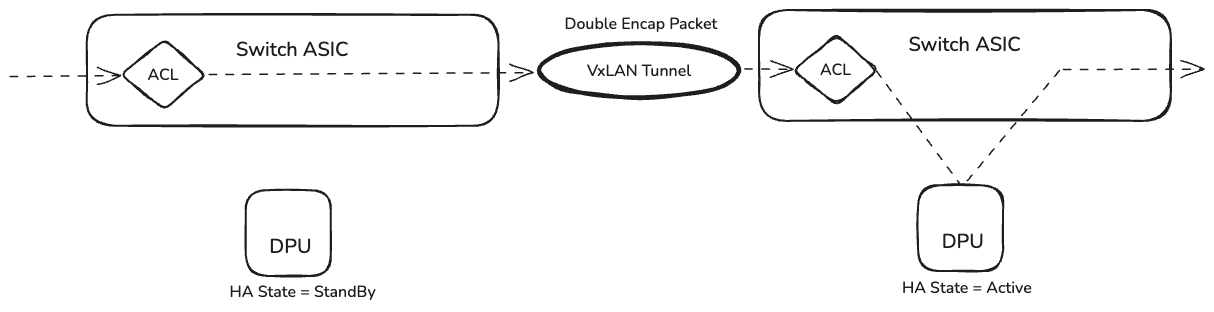 Double Encap Packet
Switch ASIC
ACL
VxLAN Tunnel
Switch ASIC
ACL
DPU
HA State = StandBy
DPU
HA State = Active